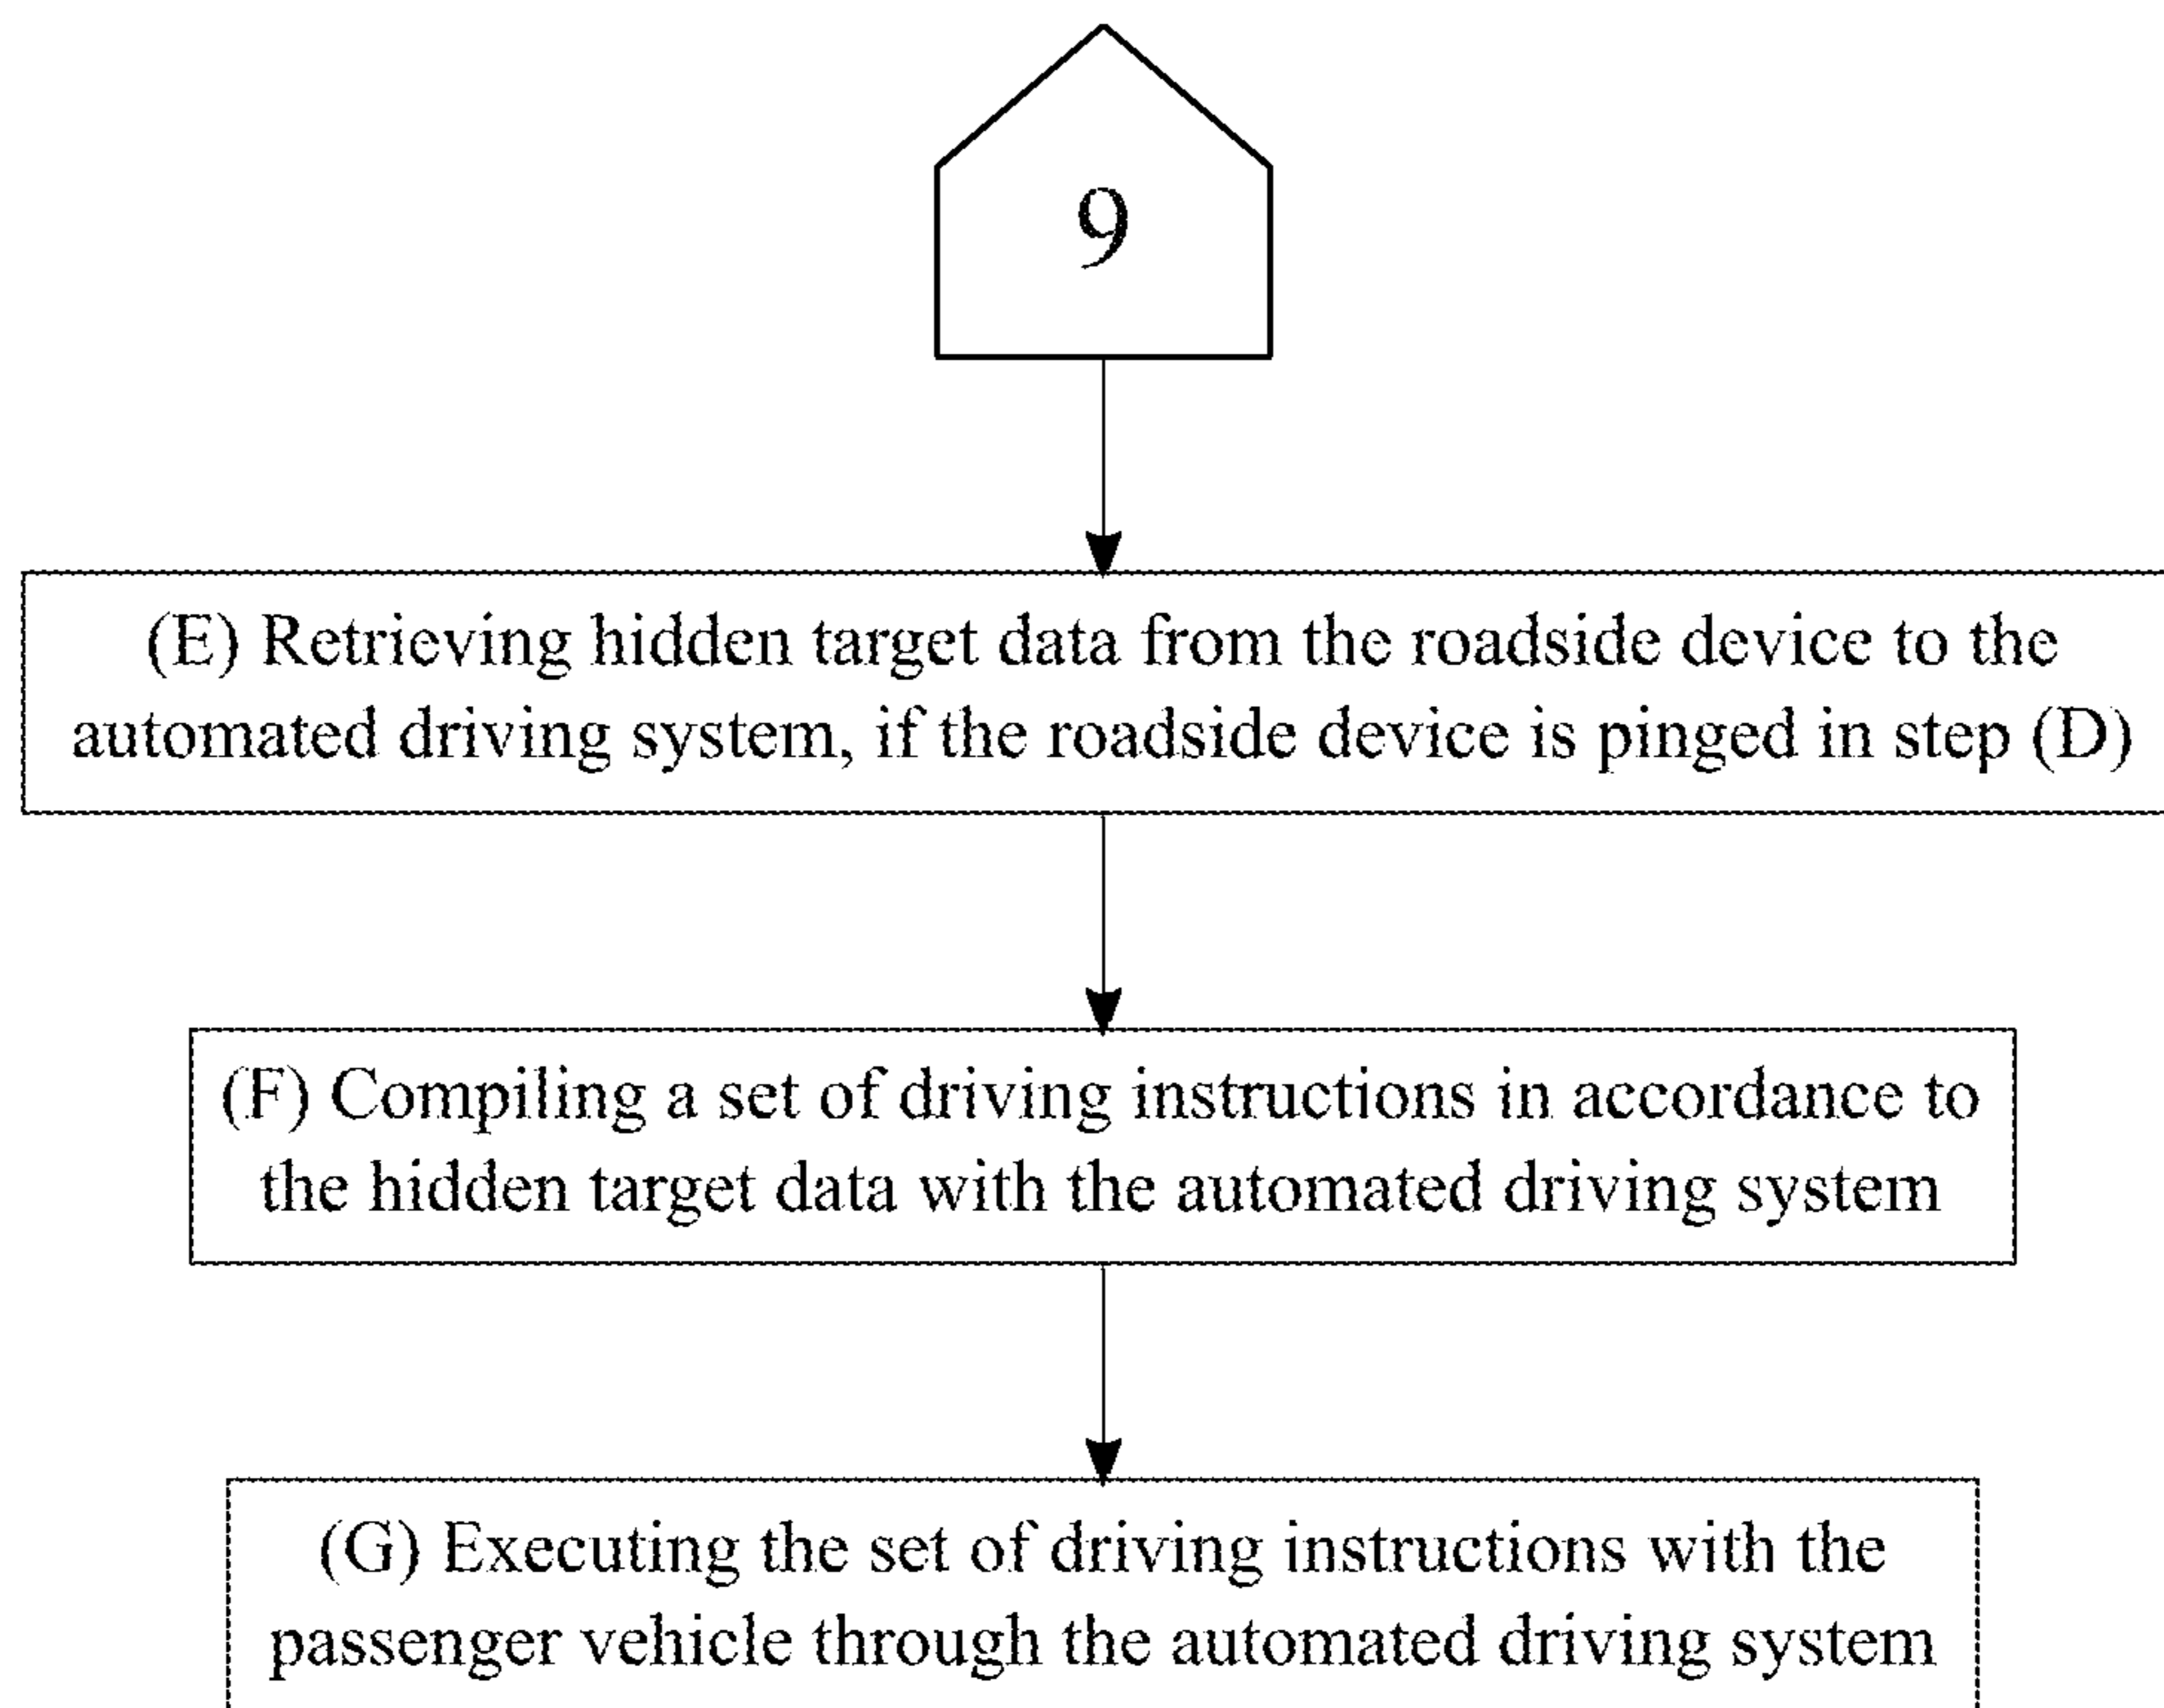 9
(E) Retrieving hidden target data from the roadside device to the
automated driving system, if the roadside device is pinged in step (D)
(F) Compiling a set of driving instructions in accordance to
the hidden target data with the automated driving system
(G) Executing the set of driving instructions with the
passenger vehicle through the automated driving system